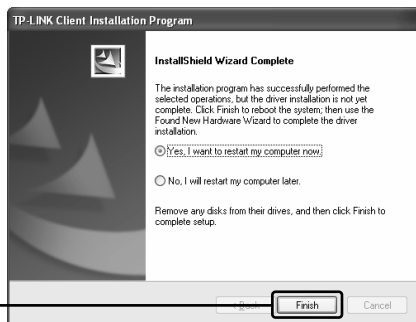 TP-LINK Client Installation Program
InstallShield Wizard Complete
The installation program has successfully performed the
selected operations, but the driver installation is not yet
complete. Click Finish to reboot the system; then use the
Found New Hardware Wizard to complete the driver
installation.
Yes, I want to restart my computer now.
No, I will restart my computer later.
Remove any disks from their drives, and then click Finish to
complete setup.
Finish Cancel